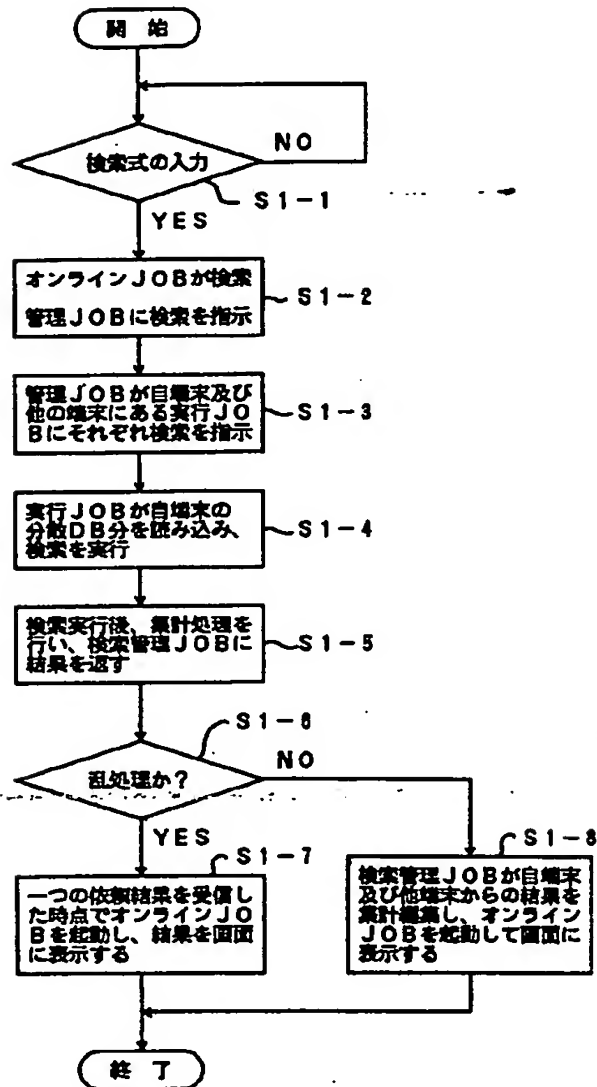 開 始
検索式の入力
NO
S1-1
YES
オンラインJOBが検索
管理JOBに検索を指示
S1-2
管理JOBが自端末及び
他の端末にある実行JO
Bにそれぞれ検索を指示
S1-3
実行JOBが自端末の
分散DB分を読み込み、
検索を実行
S1-4
検索実行後、集計処理を
行い、検索管理JOBに
結果を返す
S1-5
S1-6
乱処理か?
NO
YES
S1-7
一つの依頼結果を受信し
た時点でオンラインJO
Bを起動し、結果を画面
に表示する
S1-8
検索管理JOBが自端末
及び他端末からの結果を
集計編集し、オンライン
JOBを起動して画面に
表示する
終 了